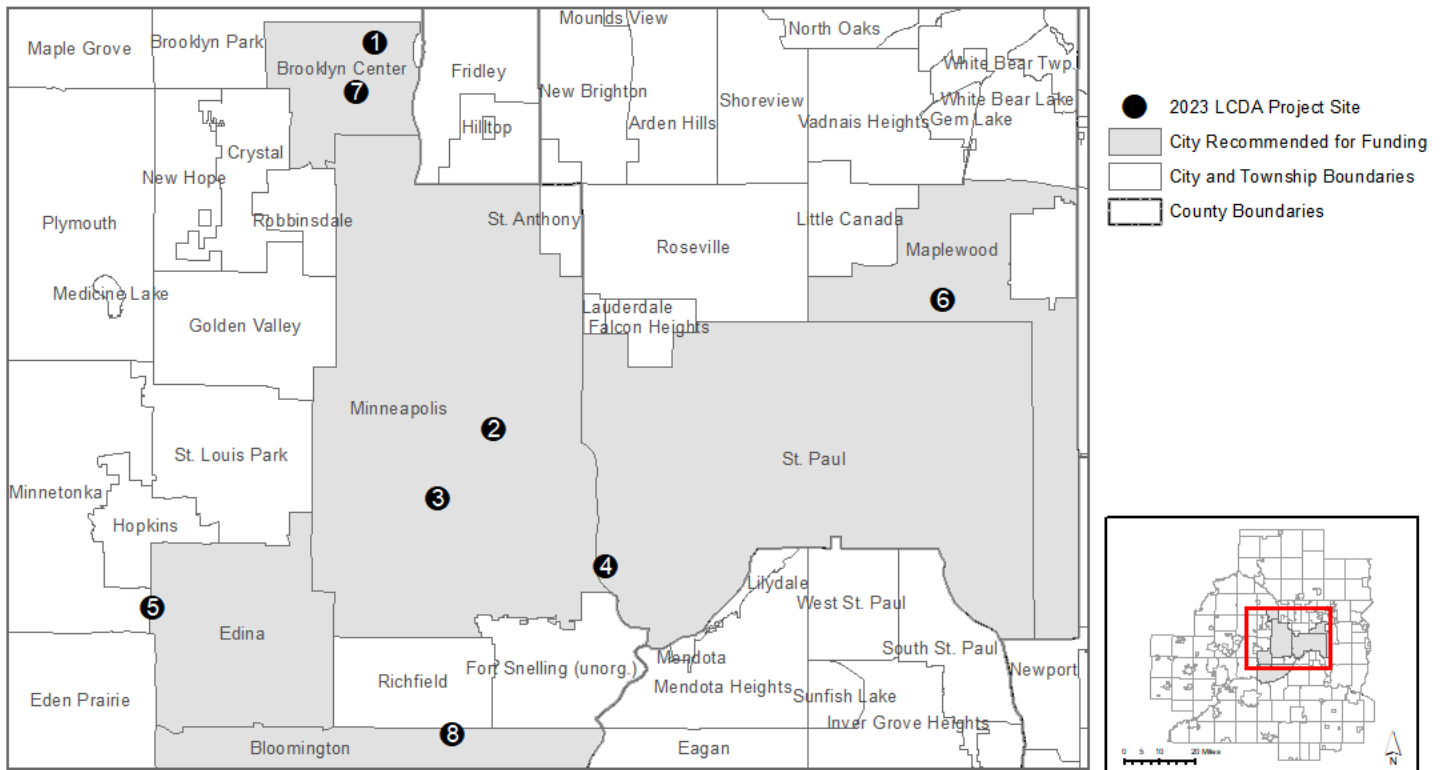 Mounds View
North Oaks
Maple Grove
Brooklyn Park
1
Brooklyn Center
Fridley
White Bear Twp.
7
New Brighton
Shoreview
White Bear Lake
Hilltop
Arden Hills
Vadnais Heights
Gem Lake
Crystal
New Hope
Plymouth
Robbinsdale
St. Anthony
Roseville
Little Canada
Maplewood
Medicine Lake
6
Golden Valley
Lauderdale
Falcon Heights
Minneapolis
2
St. Louis Park
St. Paul
Minnetonka
3
Hopkins
4
Lilydale
5
West St. Paul
Edina
South St. Paul
Mendota
Fort Snelling (unorg.)
Newport
Richfield
Mendota Heights
Sunfish Lake
Eden Prairie
Inver Grove Heights
8
Bloomington
Eagan
2023 LCDA Project Site
City Recommended for Funding
City and Township Boundaries
County Boundaries
0 5 10 20 Miles
N